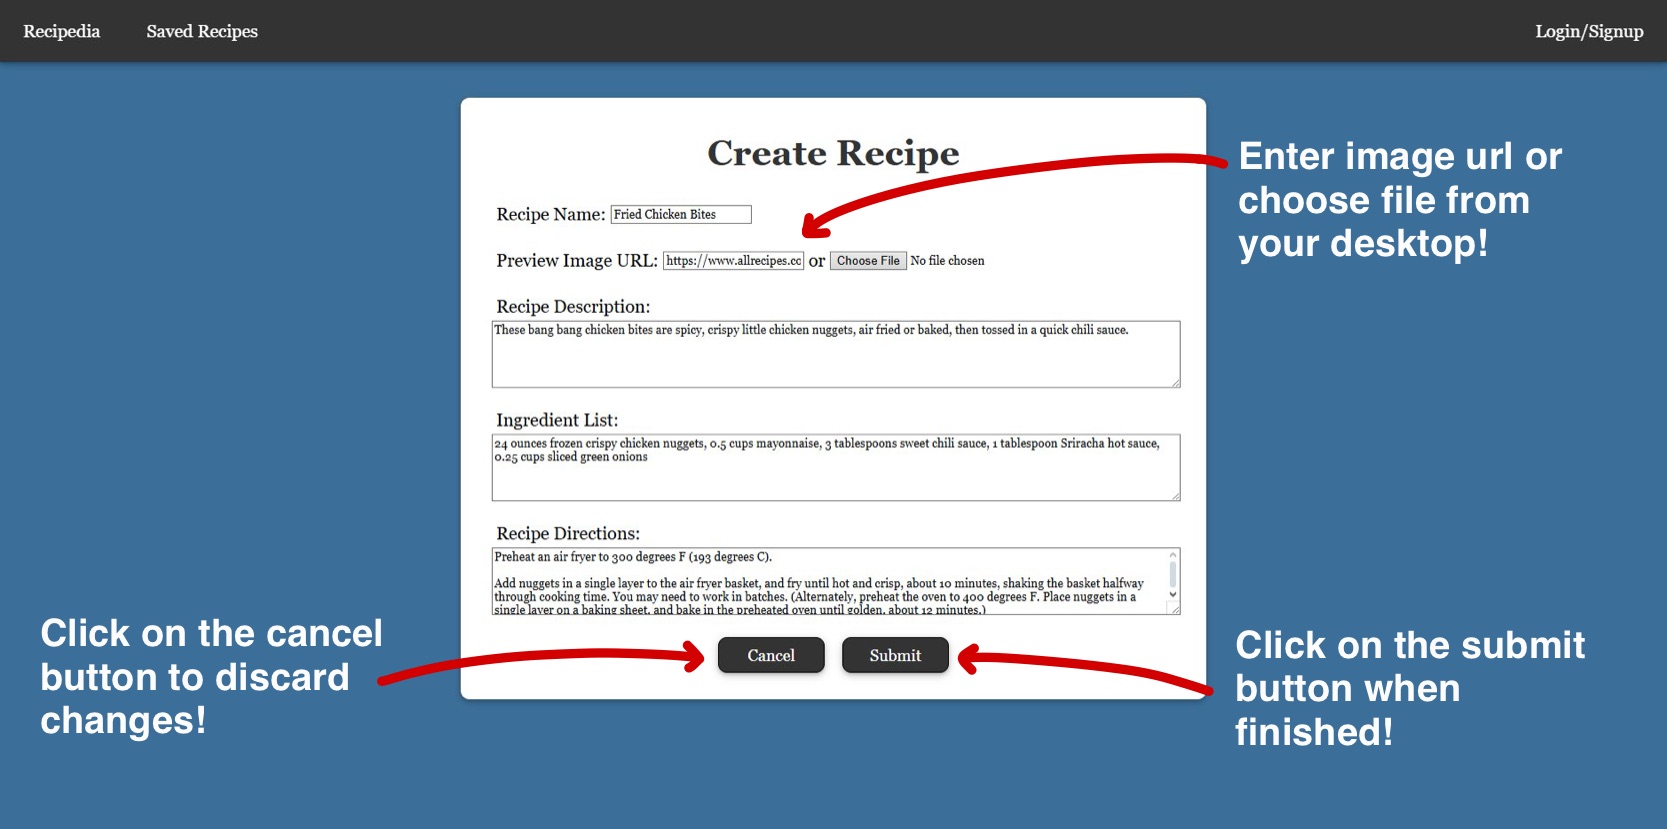 Recipedia
Saved Recipes
Login/Signup
Create Recipe
Enter image url or
choose file from
your desktop!
Recipe Name: Fried Chicken Bites
Preview Image URL: https://www.allrecipes.cc or Choose File No file chosen
Recipe Description:
These bang bang chicken bites are spicy, crispy little chicken nuggets, air fried or baked, then tossed in a quick chili sauce.
Ingredient List:
24 ounces frozen crispy chicken nuggets, 0.5 cups mayonnaise, 3 tablespoons sweet chili sauce, 1 tablespoon Sriracha hot sauce,
0.25 cups sliced green onions
Recipe Directions:
Preheat an air fryer to 300 degrees F (193 degrees C).
Add nuggets in a single layer to the air fryer basket, and fry until hot and crisp, about 10 minutes, shaking the basket halfway
through cooking time. You may need to work in batches. (Alternately, preheat the oven to 400 degrees F. Place nuggets in a
single layer on a baking sheet, and bake in the preheated oven until golden, about 12 minutes.)
Click on the cancel
button to discard
changes!
Cancel
Submit
Click on the submit
button when
finished!